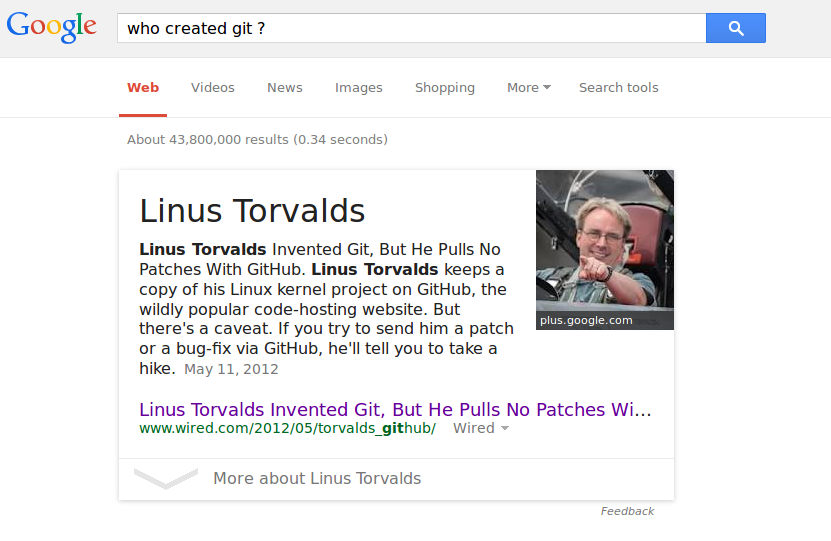 Google
who created git ?
Web Videos News Images Shopping More Search tools
About 43,800,000 results (0.34 seconds)
Linus Torvalds
Linus Torvalds Invented Git, But He Pulls No
Patches With GitHub. Linus Torvalds keeps a
copy of his Linux kernel project on GitHub, the
wildly popular code-hosting website. But
there's a caveat. If you try to send him a patch
or a bug-fix via GitHub, he'll tell you to take a
hike. May 11, 2012
plus.google.com
Linus Torvalds Invented Git, But He Pulls No Patches Wi...
www.wired.com/2012/05/torvalds_github/ Wired
More about Linus Torvalds
Feedback